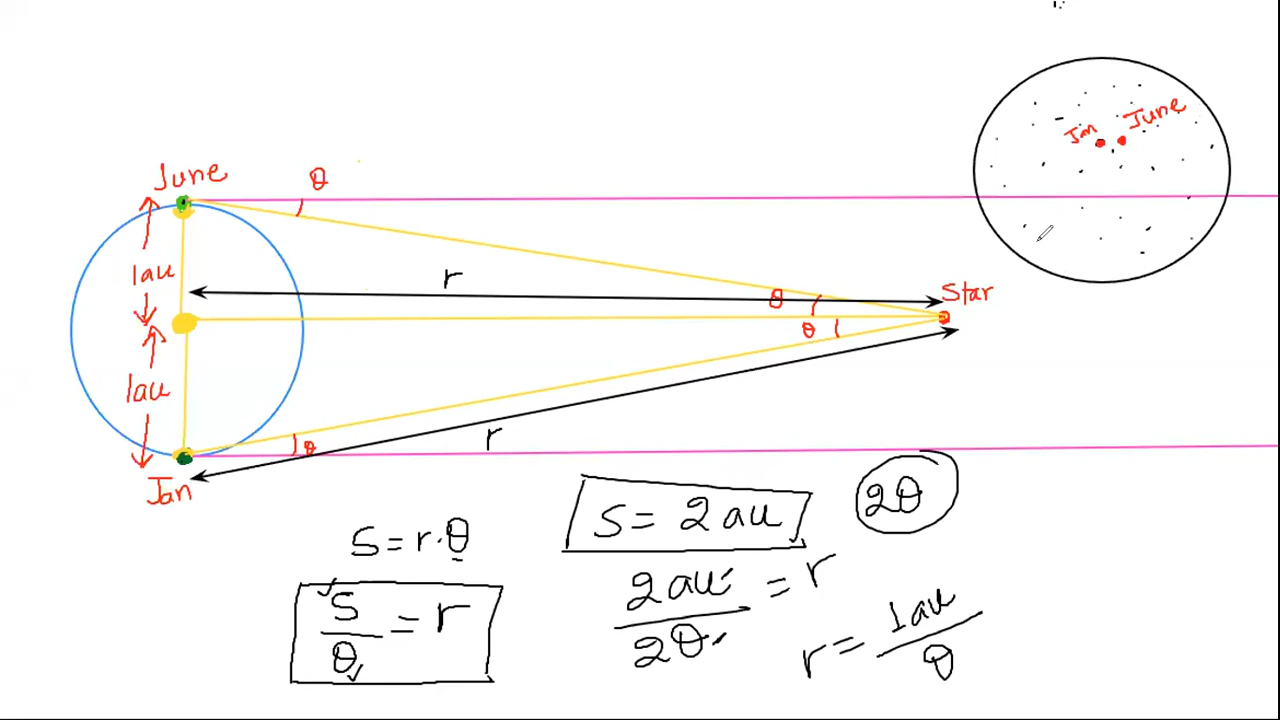 Jan June
June
θ
1au
r
θ
Star
θ
1au
θ
r
Jan
S = r·θ
S = 2au
2θ
S/θ = r
2au/2θ = r
r = 1au/θ